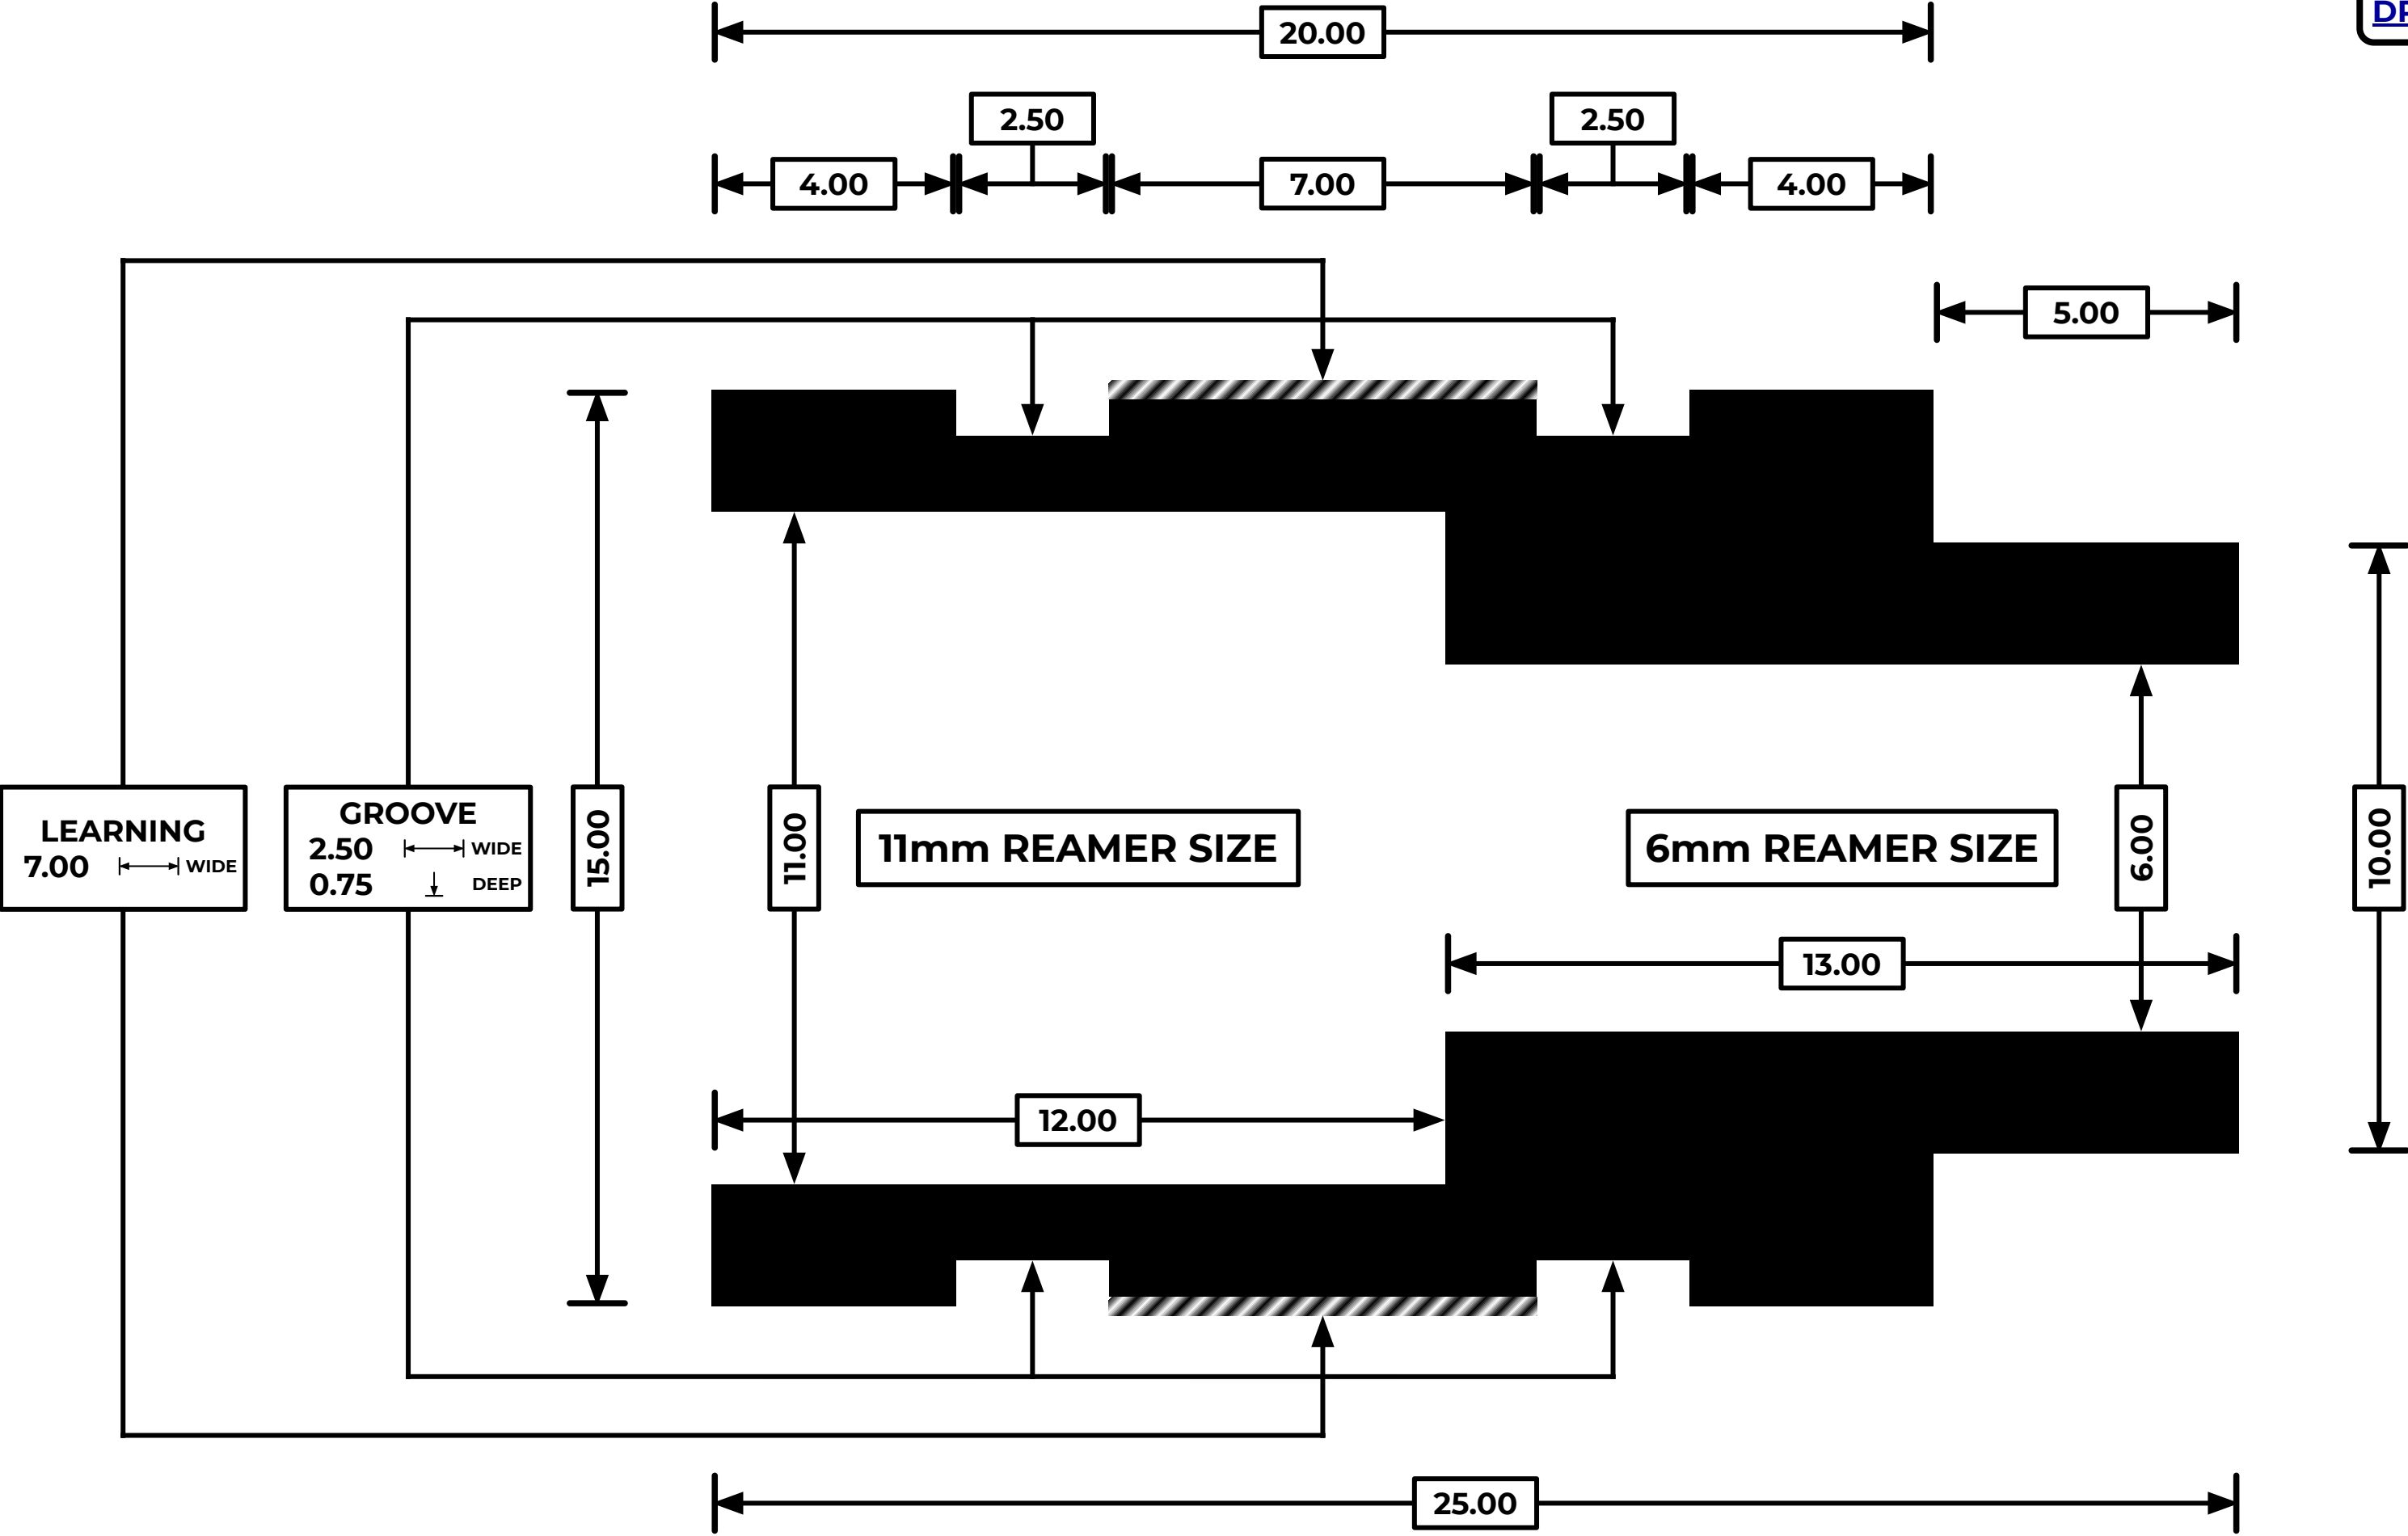 20.00
2.50
2.50
4.00
7.00
4.00
5.00
LEARNING
7.00 WIDE
GROOVE
2.50 WIDE
0.75 DEEP
15.00
11.00
11mm REAMER SIZE
6mm REAMER SIZE
6.00
10.00
13.00
12.00
25.00